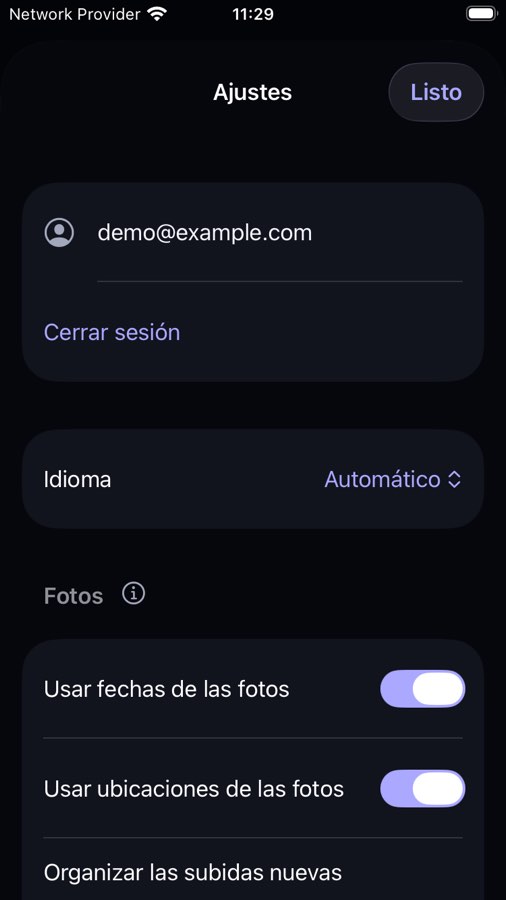 Network Provider 11:29
Ajustes Listo
demo@example.com
Cerrar sesión
Idioma Automático
Fotos
Usar fechas de las fotos
Usar ubicaciones de las fotos
Organizar las subidas nuevas